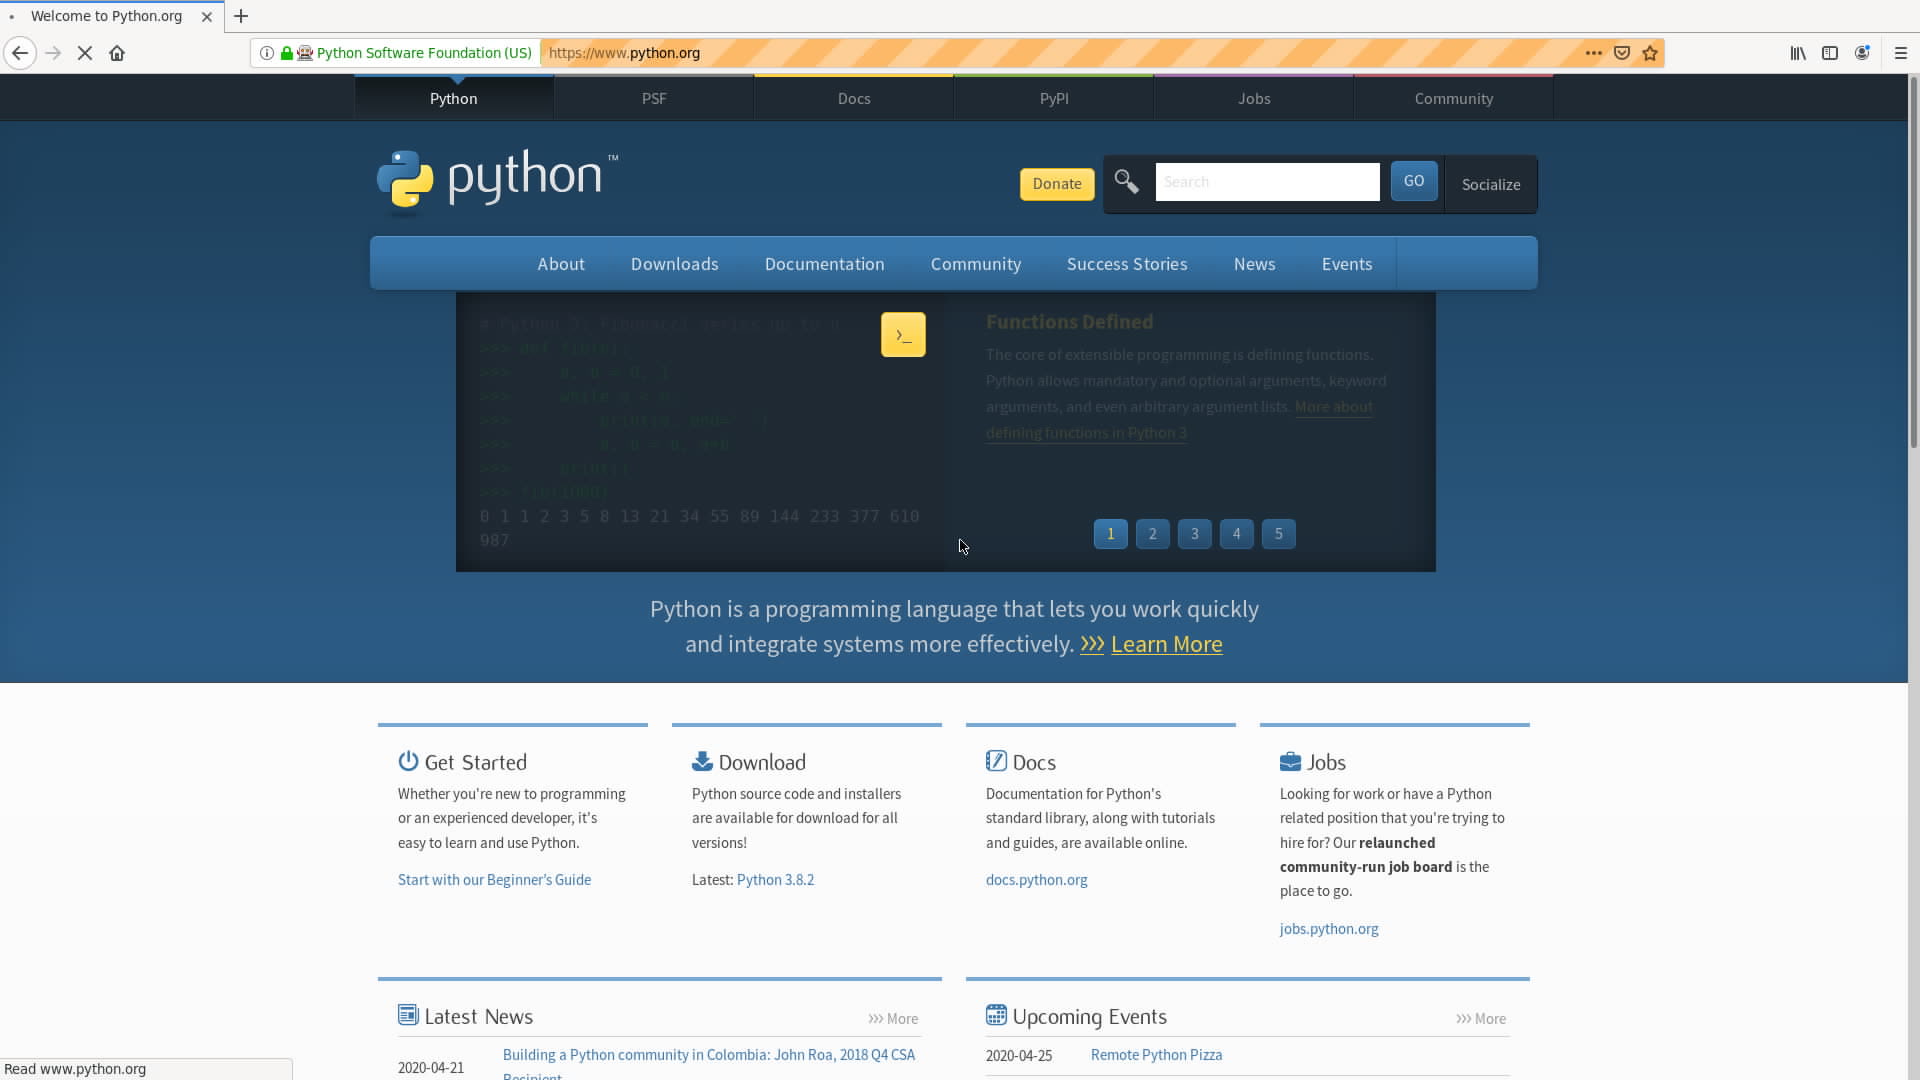 Welcome to Python.org
Python Software Foundation (US)
https://www.python.org
Python
PSF
Docs
PyPI
Jobs
Community
python™
Donate
Search
GO
Socialize
About
Downloads
Documentation
Community
Success Stories
News
Events
# Python 3: Fibonacci series up to n
>>> def fib(n):
>>>     a, b = 0, 1
>>>     while a < n:
>>>         print(a, end=' ')
>>>         a, b = b, a+b
>>>     print()
>>> fib(1000)
0 1 1 2 3 5 8 13 21 34 55 89 144 233 377 610
987
>_
Functions Defined
The core of extensible programming is defining functions.
Python allows mandatory and optional arguments, keyword
arguments, and even arbitrary argument lists. More about
defining functions in Python 3
1
2
3
4
5
Python is a programming language that lets you work quickly
and integrate systems more effectively. >>> Learn More
Get Started
Whether you're new to programming
or an experienced developer, it's
easy to learn and use Python.
Start with our Beginner's Guide
Download
Python source code and installers
are available for download for all
versions!
Latest: Python 3.8.2
Docs
Documentation for Python's
standard library, along with tutorials
and guides, are available online.
docs.python.org
Jobs
Looking for work or have a Python
related position that you're trying to
hire for? Our relaunched
community-run job board is the
place to go.
jobs.python.org
Latest News
>>> More
2020-04-21
Building a Python community in Colombia: John Roa, 2018 Q4 CSA
Recipient
Upcoming Events
>>> More
2020-04-25
Remote Python Pizza
Read www.python.org